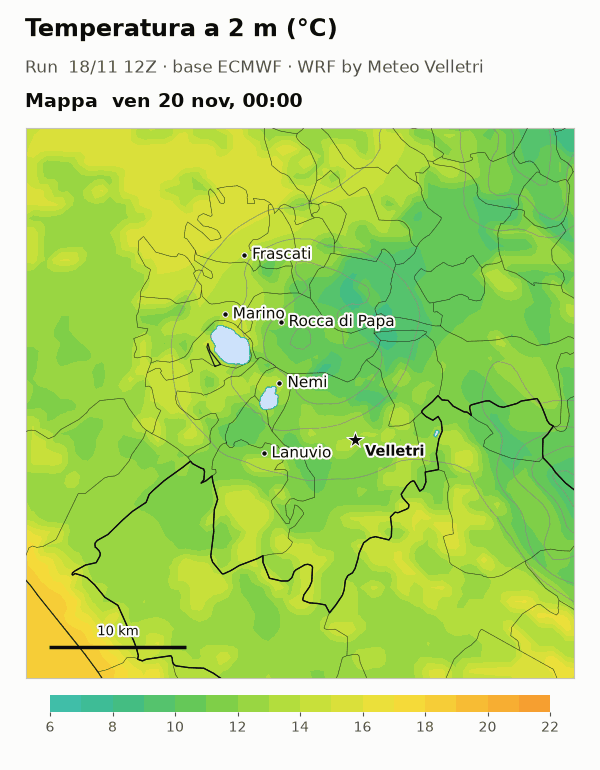 Temperatura a 2 m (°C)
Run  18/11 12Z · base ECMWF · WRF by Meteo Velletri
Mappa  ven 20 nov, 00:00
Frascati
Marino
Rocca di Papa
Nemi
Velletri
Lanuvio
10 km
6 8 10 12 14 16 18 20 22